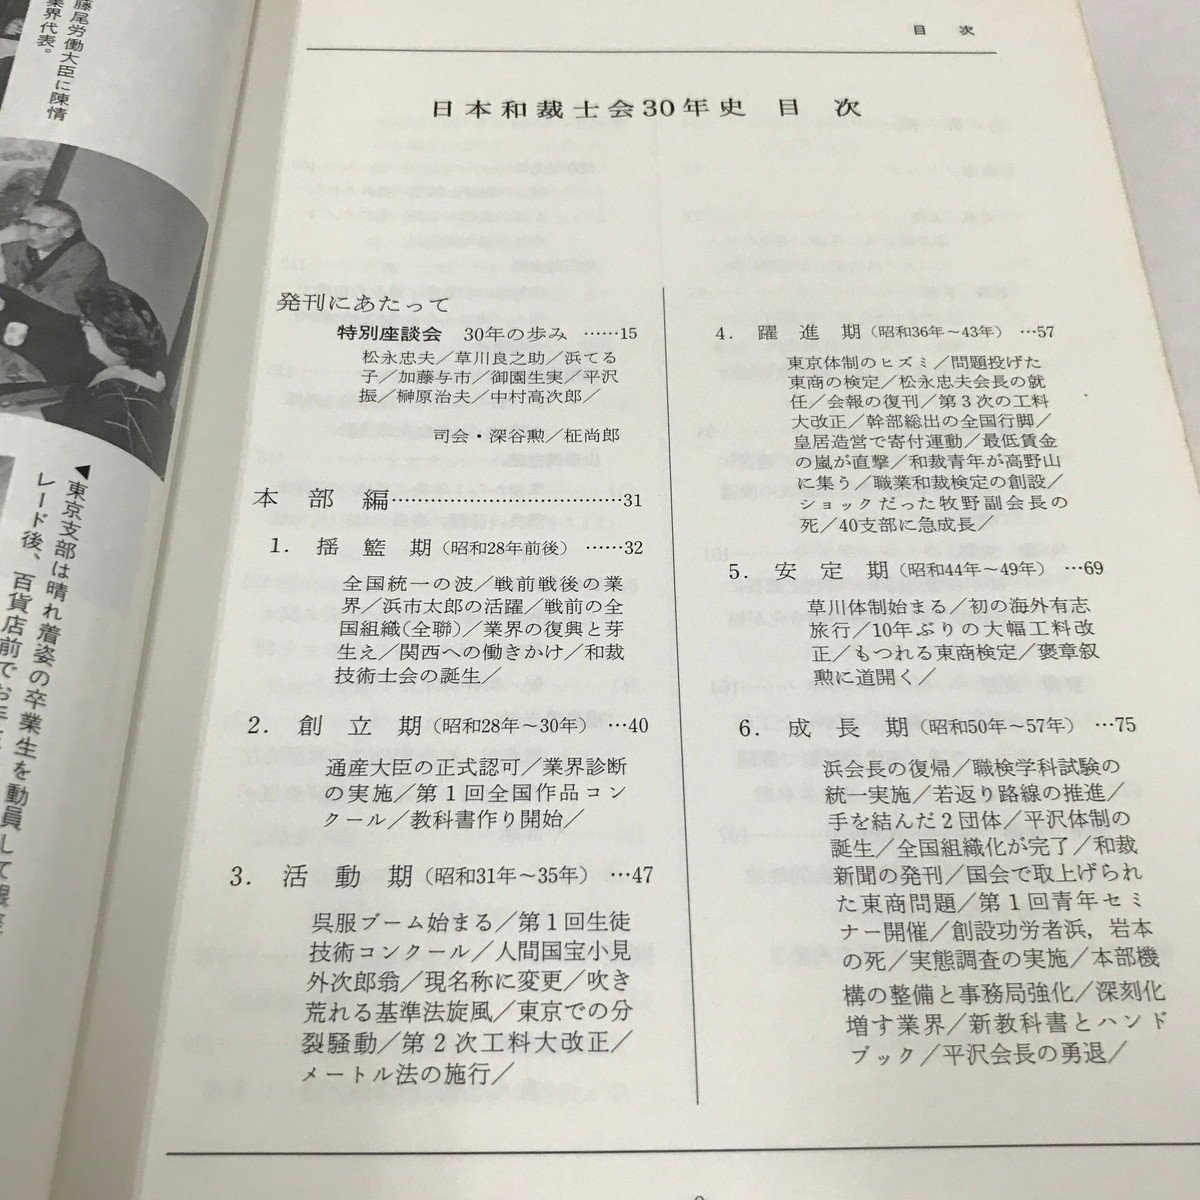 目 次
日本和裁士会30年史 目 次
発刊にあたって
特別座談会 30年の歩み ……15
松永忠夫／草川良之助／浜てる
子／加藤与市／御園生実／平沢
振／榊原治夫／中村高次郎／
司会・深谷勲／柾尚郎
本 部 編……………………………31
1. 揺 籃 期（昭和28年前後）……32
全国統一の波／戦前戦後の業
界／浜市太郎の活躍／戦前の全
国組織(全聯)／業界の復興と芽
生え／関西への働きかけ／和裁
技術士会の誕生／
2. 創 立 期（昭和28年～30年）…40
通産大臣の正式認可／業界診断
の実施／第1回全国作品コン
クール／教科書作り開始／
3. 活 動 期（昭和31年～35年）…47
呉服ブーム始まる／第1回生徒
技術コンクール／人間国宝小見
外次郎翁／現名称に変更／吹き
荒れる基準法旋風／東京での分
裂騒動／第2次工料大改正／
メートル法の施行／
4. 躍 進 期（昭和36年～43年）…57
東京体制のヒズミ／問題投げた
東商の検定／松永忠夫会長の就
任／会報の復刊／第3次の工料
大改正／幹部総出の全国行脚／
皇居造営で寄付運動／最低賃金
の嵐が直撃／和裁青年が高野山
に集う／職業和裁検定の創設／
ショックだった牧野副会長の
死／40支部に急成長／
5. 安 定 期（昭和44年～49年）…69
草川体制始まる／初の海外有志
旅行／10年ぶりの大幅工料改
正／もつれる東商検定／褒章叙
勲に道開く／
6. 成 長 期（昭和50年～57年）…75
浜会長の復帰／職検学科試験の
統一実施／若返り路線の推進／
手を結んだ2団体／平沢体制の
誕生／全国組織化が完了／和裁
新聞の発刊／国会で取上げられ
た東商問題／第1回青年セミ
ナー開催／創設功労者浜，岩本
の死／実態調査の実施／本部機
構の整備と事務局強化／深刻化
増す業界／新教科書とハンド
ブック／平沢会長の勇退／
藤尾労働大臣に陳情
業界代表。
◀東京支部は晴れ着姿の卒業生を動員して
レード後、百貨店前で